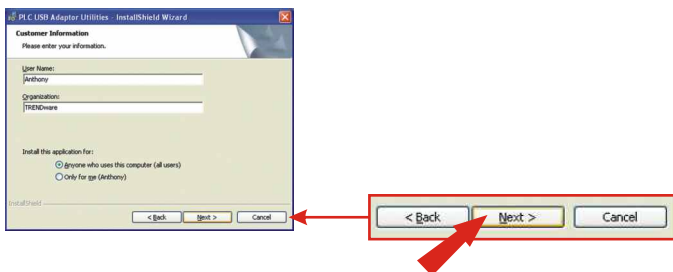 PLC USB Adaptor Utilities - InstallShield Wizard
Customer Information
Please enter your information.
User Name:
Anthony
Organization:
TRENDware
Install this application for:
Anyone who uses this computer (all users)
Only for me (Anthony)
InstallShield
< Back Next > Cancel
< Back Next > Cancel